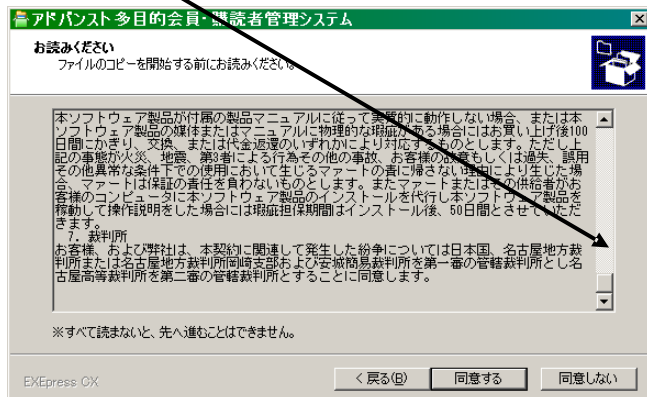 アドバンスト多目的会員・購読者管理システム
お読みください
ファイルのコピーを開始する前にお読みください。
本ソフトウェア製品が付属の製品マニュアルに従って実質的に動作しない場合、または本
ソフトウェア製品の媒体またはマニュアルに物理的な瑕疵がある場合にはお買い上げ後100
日間にかぎり、交換、または代金返還のいずれかにより対応するものとします。ただし上
記の事態が火災、地震、第3者による行為その他の事故、お客様の故意もしくは過失、誤用
その他異常な条件下での使用において生じるマァートの責に帰さない理由により生じた場
合、マァートは保証の責任を負わないものとします。またマァートまたはその供給者がお
客様のコンピュータに本ソフトウェア製品のインストールを代行し本ソフトウェア製品を
稼動して操作説明をした場合には瑕疵担保期間はインストール後、50日間とさせていただ
きます。
7．裁判所
お客様、および弊社は、本契約に関連して発生した紛争については日本国、名古屋地方裁
判所または名古屋地方裁判所岡崎支部および安城簡易裁判所を第一審の管轄裁判所とし名
古屋高等裁判所を第二審の管轄裁判所とすることに同意します。
※すべて読まないと、先へ進むことはできません。
EXEpress CX
< 戻る(B)
同意する
同意しない